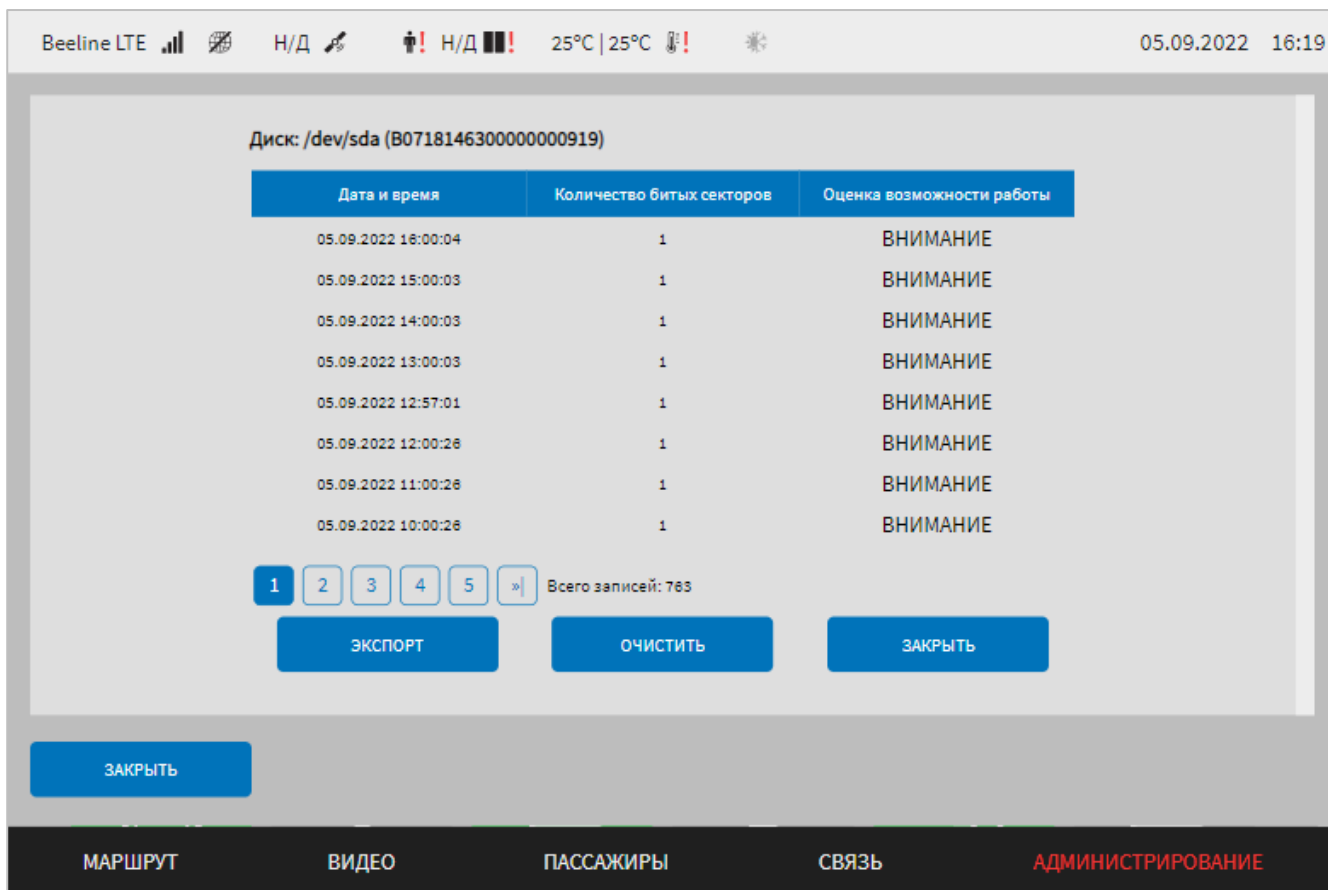 Beeline LTE Н/Д ! Н/Д ! 25°C | 25°C ! 05.09.2022 16:19
Диск: /dev/sda (B0718146300000000919)
Дата и время Количество битых секторов Оценка возможности работы
05.09.2022 16:00:04 1 ВНИМАНИЕ
05.09.2022 15:00:03 1 ВНИМАНИЕ
05.09.2022 14:00:03 1 ВНИМАНИЕ
05.09.2022 13:00:03 1 ВНИМАНИЕ
05.09.2022 12:57:01 1 ВНИМАНИЕ
05.09.2022 12:00:26 1 ВНИМАНИЕ
05.09.2022 11:00:26 1 ВНИМАНИЕ
05.09.2022 10:00:26 1 ВНИМАНИЕ
1 2 3 4 5 »| Всего записей: 763
ЭКСПОРТ ОЧИСТИТЬ ЗАКРЫТЬ
ЗАКРЫТЬ
МАРШРУТ ВИДЕО ПАССАЖИРЫ СВЯЗЬ АДМИНИСТРИРОВАНИЕ